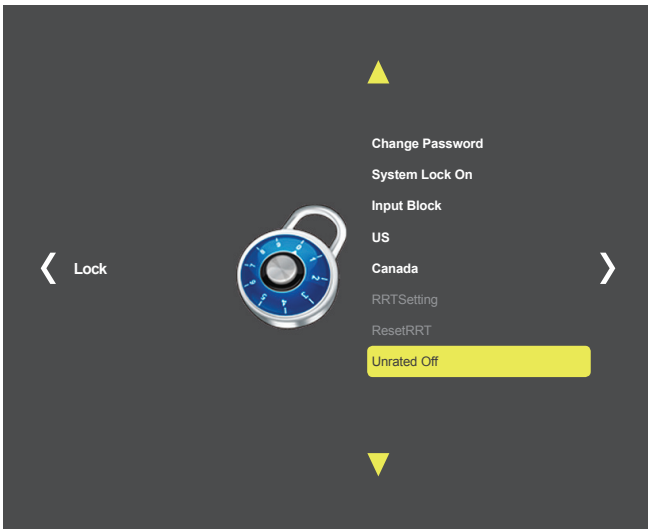 Change Password
System Lock On
Input Block
US
Lock
Canada
RRTSetting
ResetRRT
Unrated Off